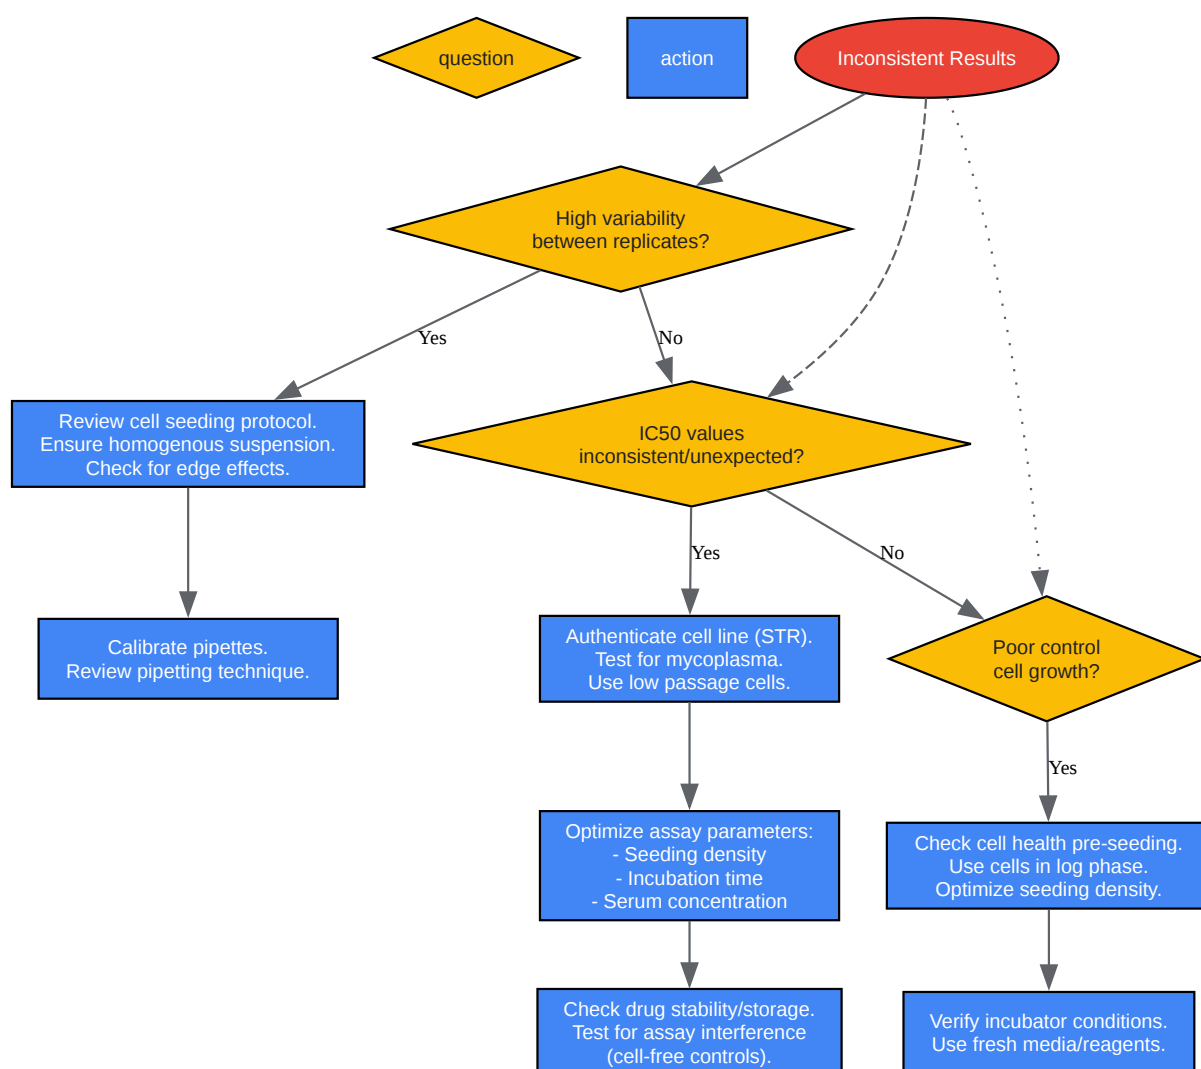 question
action
Inconsistent Results
High variability
between replicates?
Yes
No
Review cell seeding protocol.
Ensure homogenous suspension.
Check for edge effects.
IC50 values
inconsistent/unexpected?
Yes
No
Calibrate pipettes.
Review pipetting technique.
Authenticate cell line (STR).
Test for mycoplasma.
Use low passage cells.
Poor control
cell growth?
Yes
Optimize assay parameters:
- Seeding density
- Incubation time
- Serum concentration
Check cell health pre-seeding.
Use cells in log phase.
Optimize seeding density.
Check drug stability/storage.
Test for assay interference
(cell-free controls).
Verify incubator conditions.
Use fresh media/reagents.